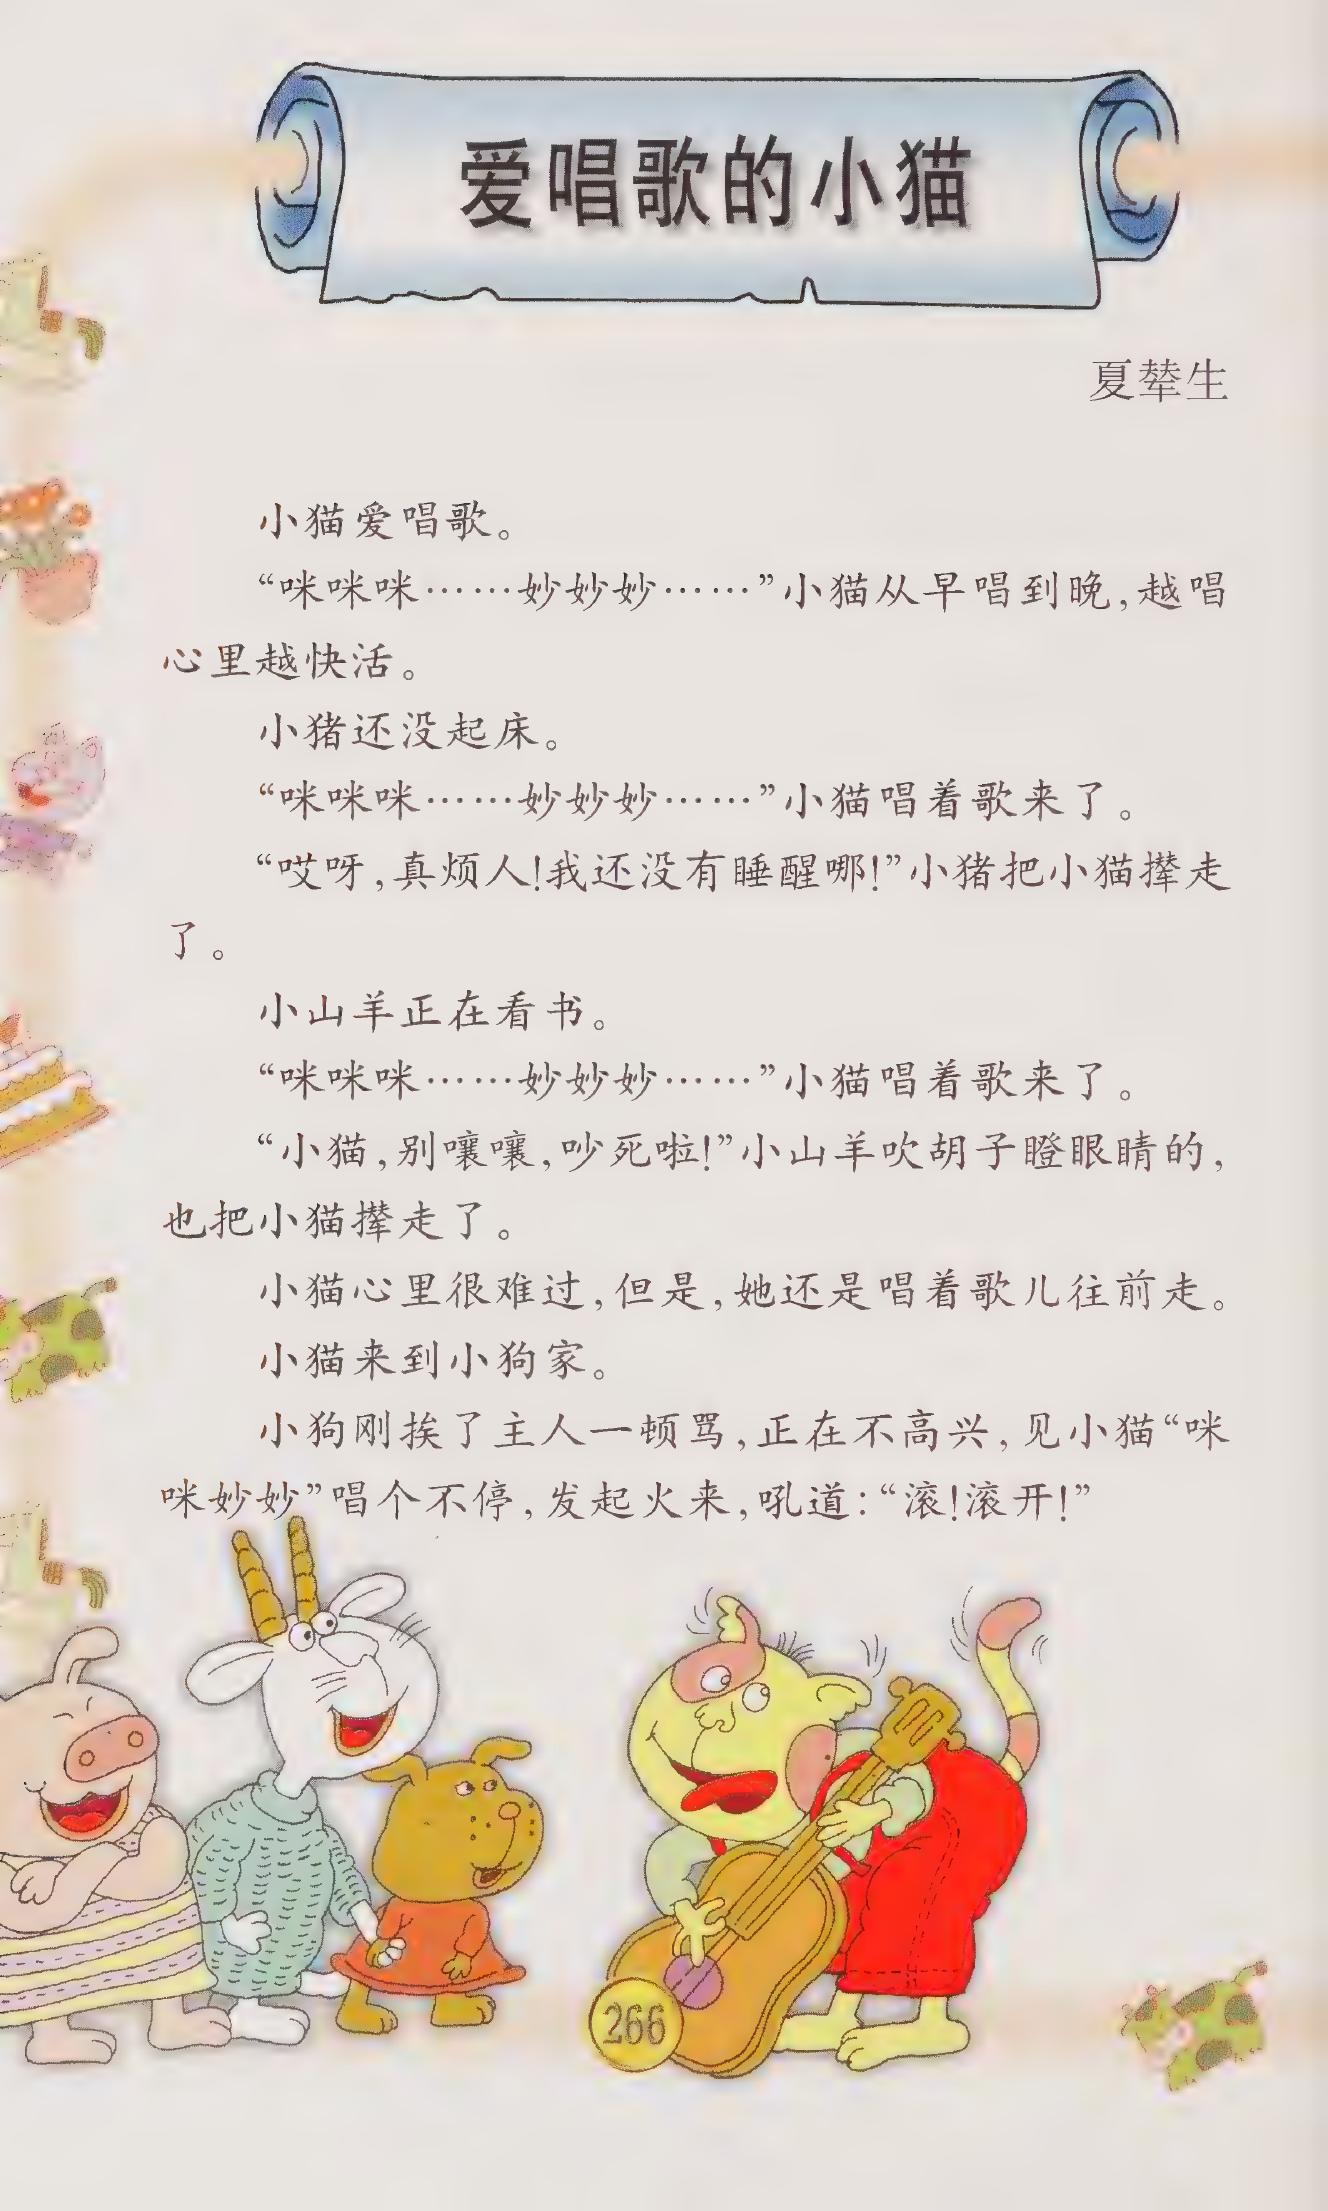 爱唱歌的小猫
夏辇生
小猫爱唱歌。
“咪咪咪……妙妙妙……”小猫从早唱到晚，越唱
心里越快活。
小猪还没起床。
“咪咪咪……妙妙妙……”小猫唱着歌来了。
“哎呀，真烦人！我还没有睡醒哪！”小猪把小猫撵走
了。
小山羊正在看书。
“咪咪咪……妙妙妙……”小猫唱着歌来了。
“小猫，别嚷嚷，吵死啦！”小山羊吹胡子瞪眼睛的，
也把小猫撵走了。
小猫心里很难过，但是，她还是唱着歌儿往前走。
小猫来到小狗家。
小狗刚挨了主人一顿骂，正在不高兴，见小猫“咪
咪妙妙”唱个不停，发起火来，吼道：“滚！滚开！”
266